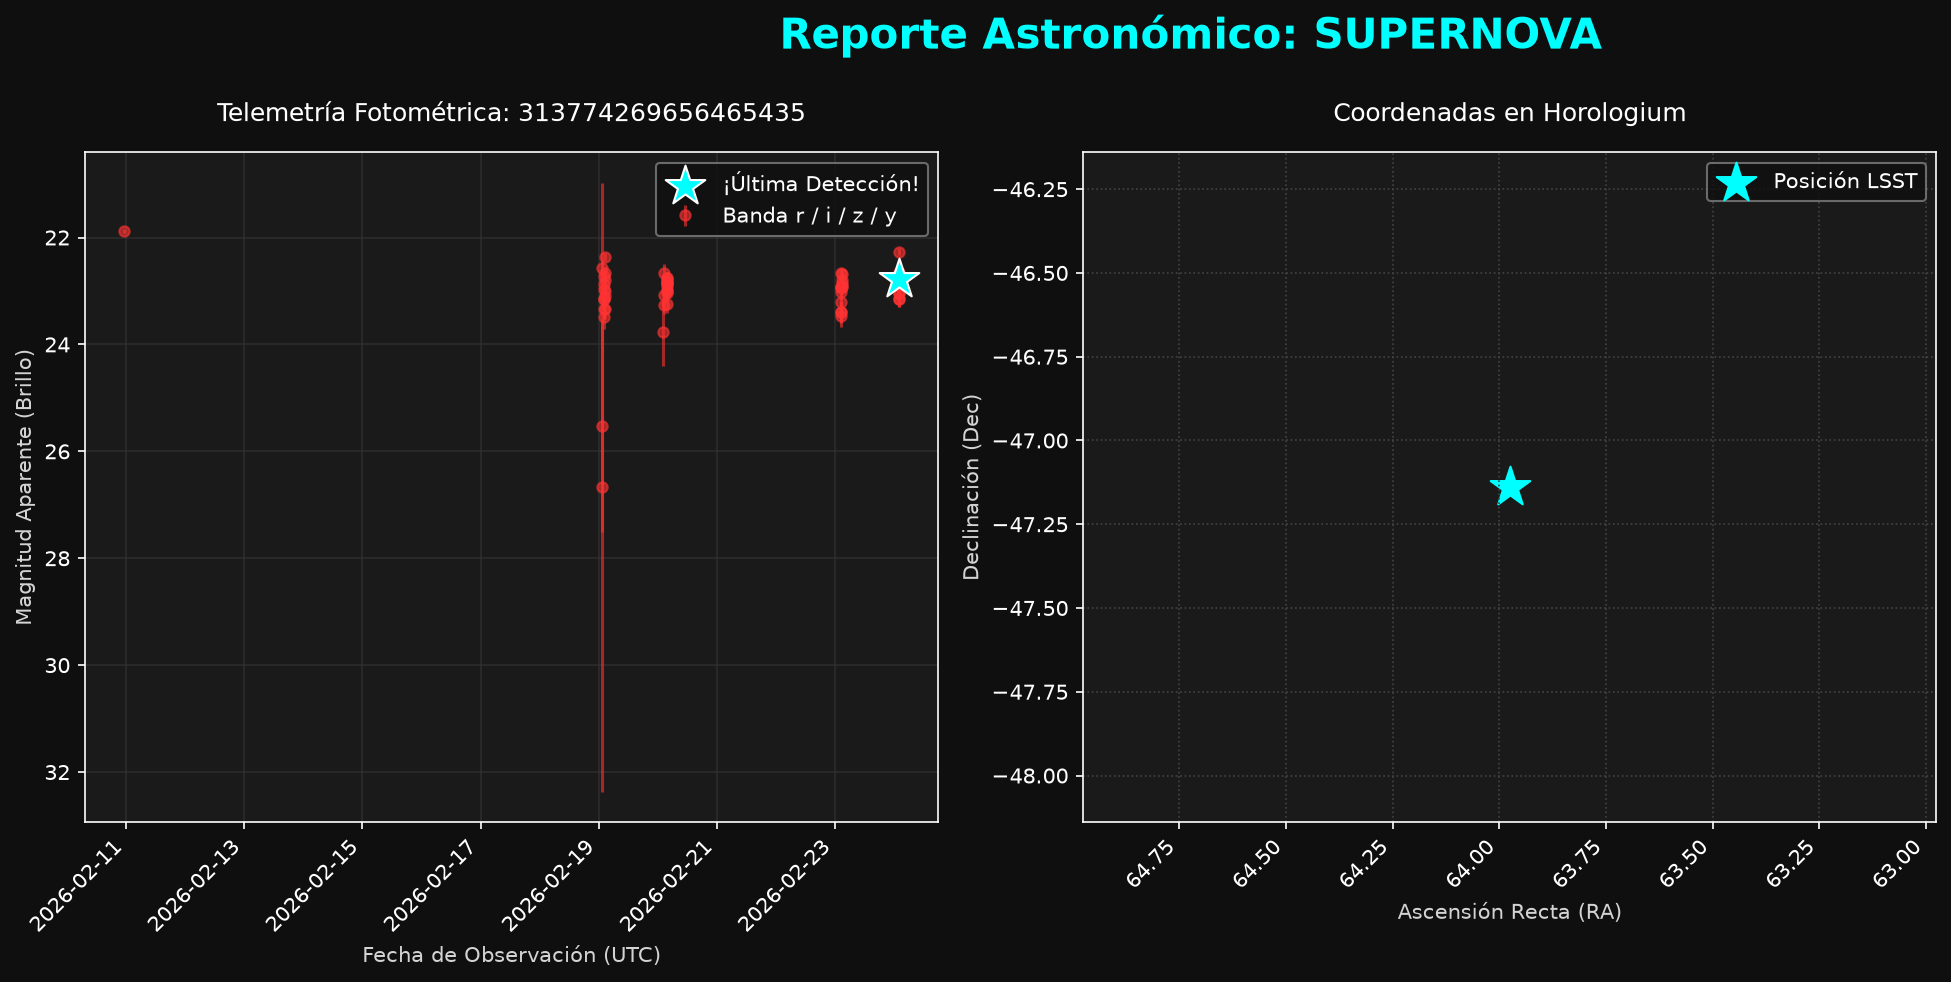 Reporte Astronómico: SUPERNOVA
Telemetría Fotométrica: 313774269656465435
Magnitud Aparente (Brillo)
22
24
26
28
30
32
¡Última Detección!
Banda r / i / z / y
2026-02-11
2026-02-13
2026-02-15
2026-02-17
2026-02-19
2026-02-21
2026-02-23
Fecha de Observación (UTC)
Coordenadas en Horologium
Declinación (Dec)
−46.25
−46.50
−46.75
−47.00
−47.25
−47.50
−47.75
−48.00
Posición LSST
64.75
64.50
64.25
64.00
63.75
63.50
63.25
63.00
Ascensión Recta (RA)